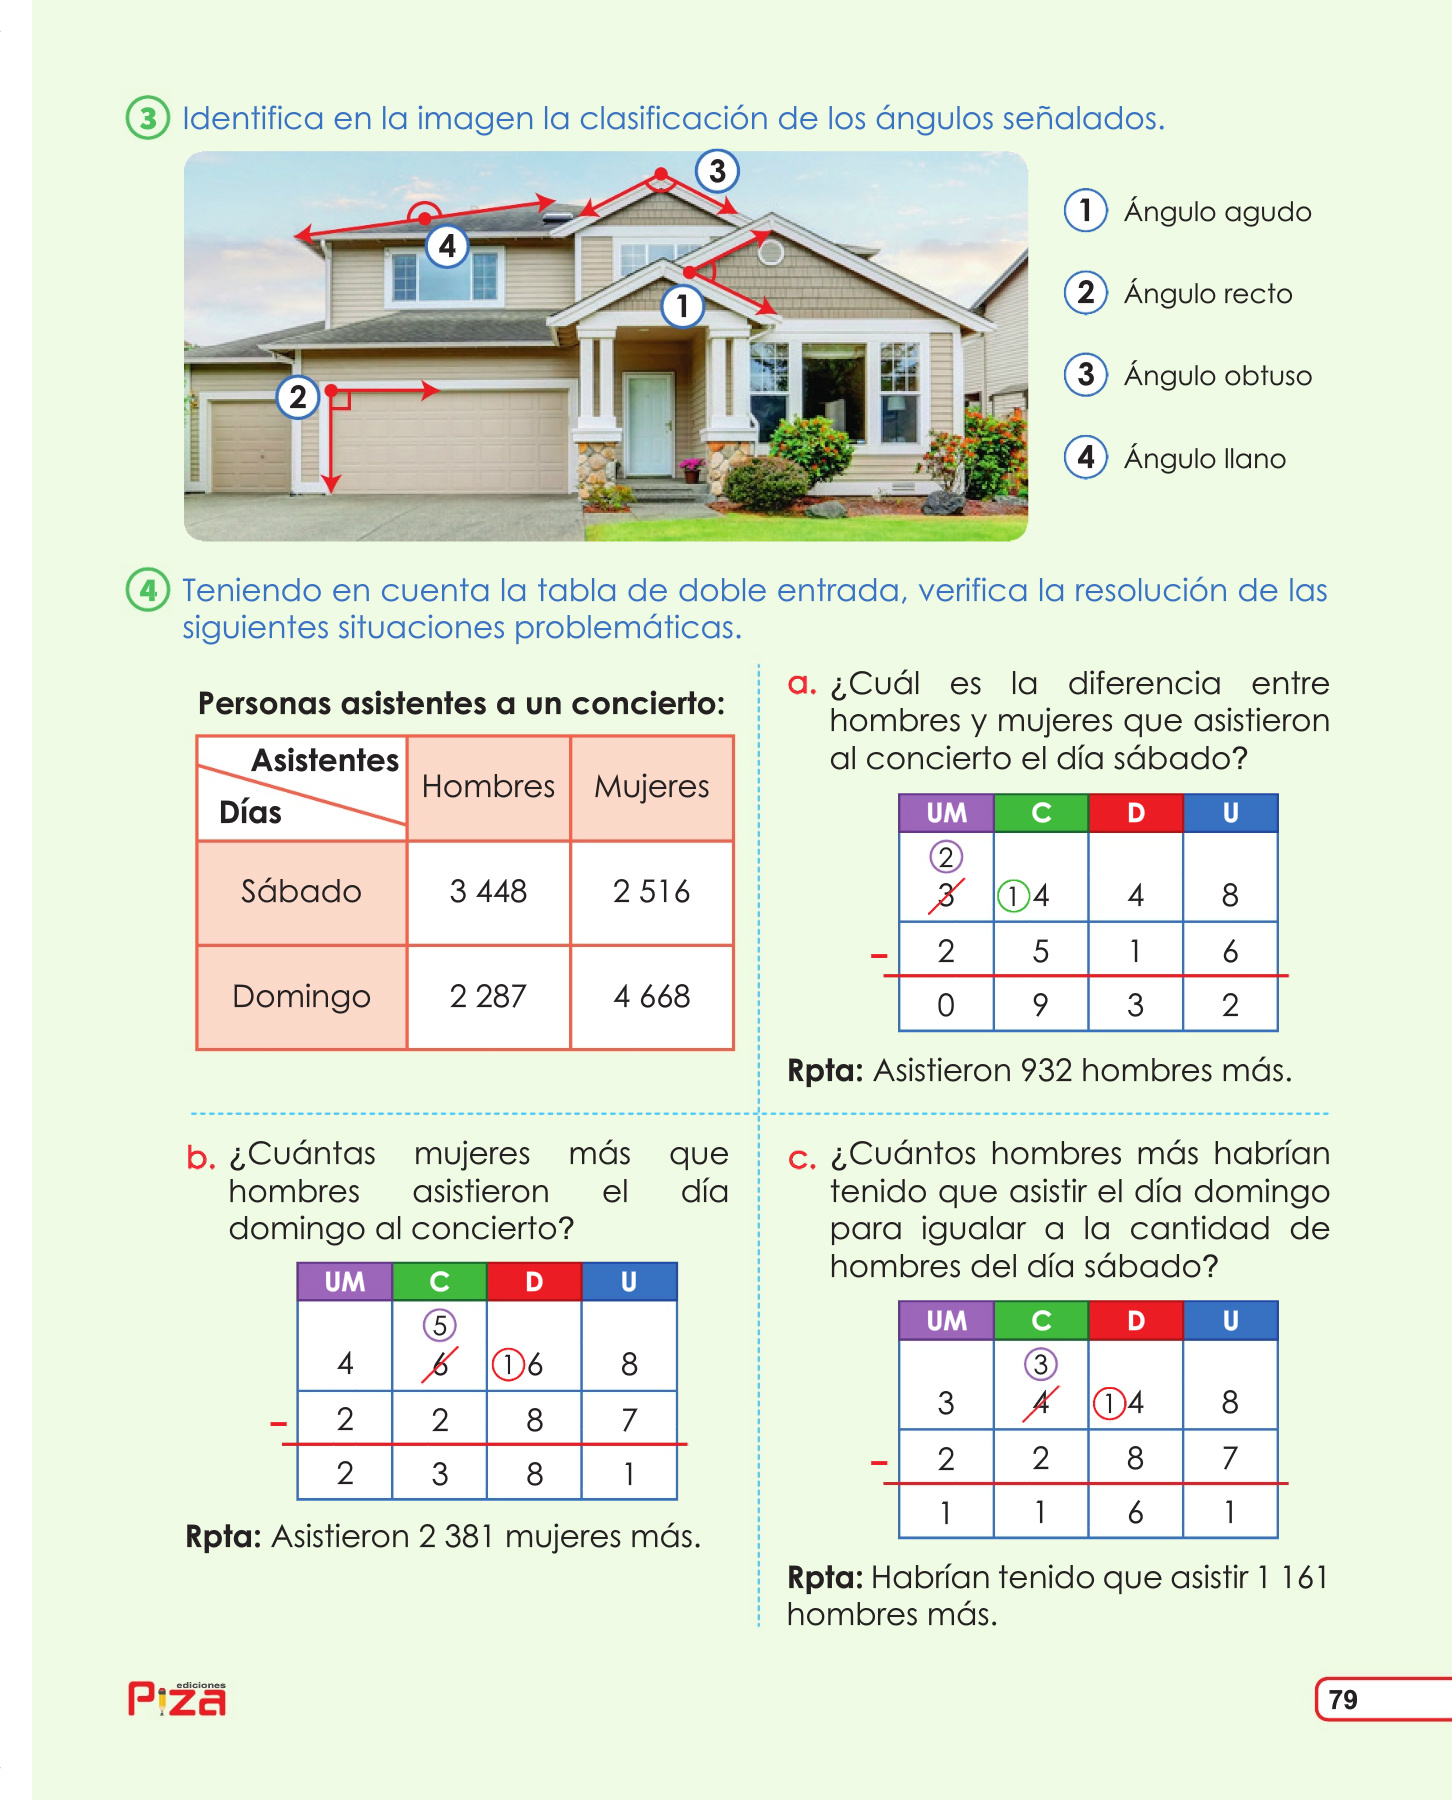 3 Identifica en la imagen la clasificación de los ángulos señalados.
3
4
1
2
1 Ángulo agudo
2 Ángulo recto
3 Ángulo obtuso
4 Ángulo llano
4 Teniendo en cuenta la tabla de doble entrada, verifica la resolución de las
siguientes situaciones problemáticas.
Personas asistentes a un concierto:
Asistentes
Días
Hombres Mujeres
Sábado 3 448 2 516
Domingo 2 287 4 668
a. ¿Cuál es la diferencia entre
hombres y mujeres que asistieron
al concierto el día sábado?
UM C D U
2
3 1 4 4 8
– 2 5 1 6
0 9 3 2
Rpta: Asistieron 932 hombres más.
b. ¿Cuántas mujeres más que
hombres asistieron el día
domingo al concierto?
UM C D U
5
4 6 1 6 8
– 2 2 8 7
2 3 8 1
Rpta: Asistieron 2 381 mujeres más.
c. ¿Cuántos hombres más habrían
tenido que asistir el día domingo
para igualar a la cantidad de
hombres del día sábado?
UM C D U
3
3 4 1 4 8
– 2 2 8 7
1 1 6 1
Rpta: Habrían tenido que asistir 1 161
hombres más.
ediciones
Piza
79